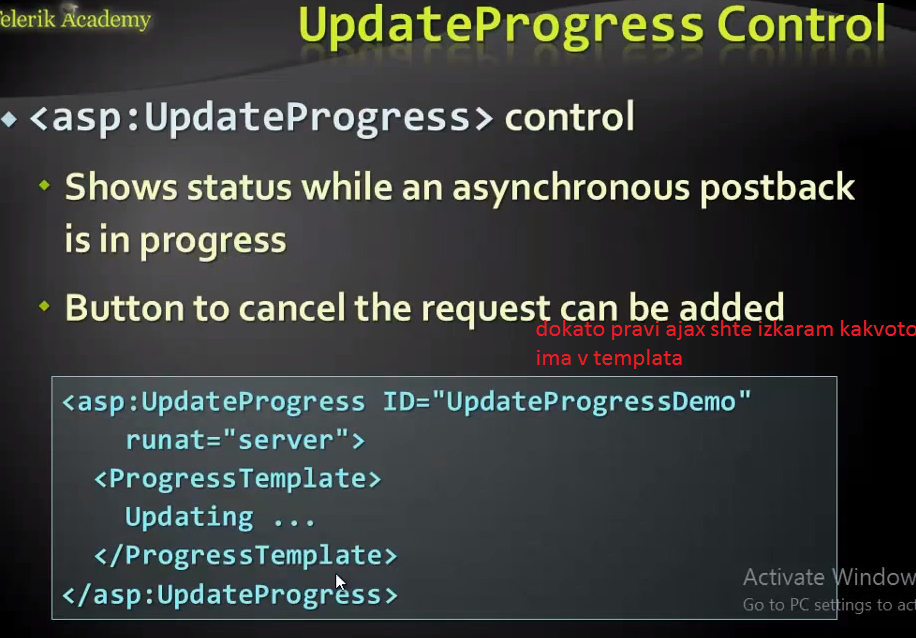 elerik Academy
UpdateProgress Control
<asp:UpdateProgress> control
Shows status while an asynchronous postback
is in progress
Button to cancel the request can be added
dokato pravi ajax shte izkaram kakvoto
ima v templata
<asp:UpdateProgress ID="UpdateProgressDemo"
runat="server">
<ProgressTemplate>
Updating ...
</ProgressTemplate>
</asp:UpdateProgress>
Activate Window
Go to PC settings to act